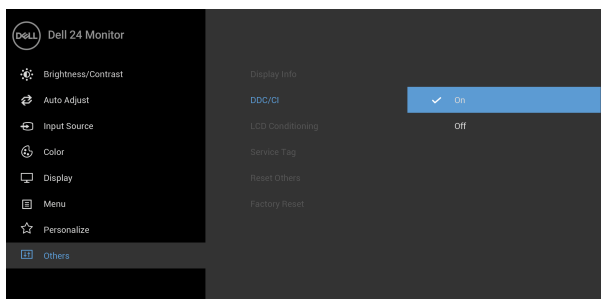 DELL Dell 24 Monitor
Brightness/Contrast
Display Info
Auto Adjust
DDC/CI
On
Input Source
LCD Conditioning
Off
Color
Service Tag
Display
Reset Others
Menu
Factory Reset
Personalize
Others